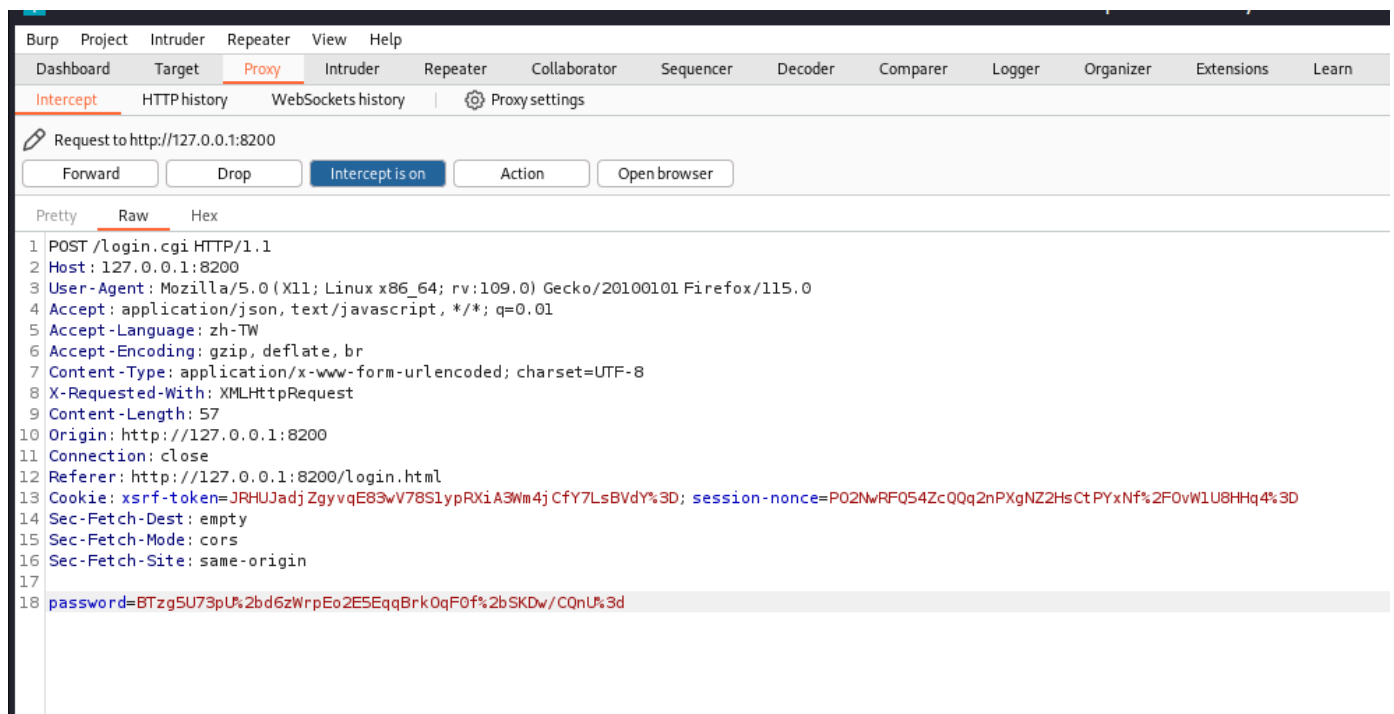 Burp Project Intruder Repeater View Help
Dashboard Target Proxy Intruder Repeater Collaborator Sequencer Decoder Comparer Logger Organizer Extensions Learn
Intercept HTTP history WebSockets history Proxy settings
Request to http://127.0.0.1:8200
Forward Drop Intercept is on Action Open browser
Pretty Raw Hex
1 POST /login.cgi HTTP/1.1
2 Host: 127.0.0.1:8200
3 User-Agent: Mozilla/5.0 (X11; Linux x86_64; rv:109.0) Gecko/20100101 Firefox/115.0
4 Accept: application/json, text/javascript, */*; q=0.01
5 Accept-Language: zh-TW
6 Accept-Encoding: gzip, deflate, br
7 Content-Type: application/x-www-form-urlencoded; charset=UTF-8
8 X-Requested-With: XMLHttpRequest
9 Content-Length: 57
10 Origin: http://127.0.0.1:8200
11 Connection: close
12 Referer: http://127.0.0.1:8200/login.html
13 Cookie: xsrf-token=JRHUJadjZgyvqE83wV78SlypRXiA3Wm4jCfY7LsBVdY%3D; session-nonce=PO2NwRFQ54ZcQQq2nPXgNZ2HsCtPYxNf%2FOvWlU8HHq4%3D
14 Sec-Fetch-Dest: empty
15 Sec-Fetch-Mode: cors
16 Sec-Fetch-Site: same-origin
17
18 password=BTzg5U73pU%2bd6zWrpEo2E5EqqBrkOqF0f%2bSKDw/CQnU%3d